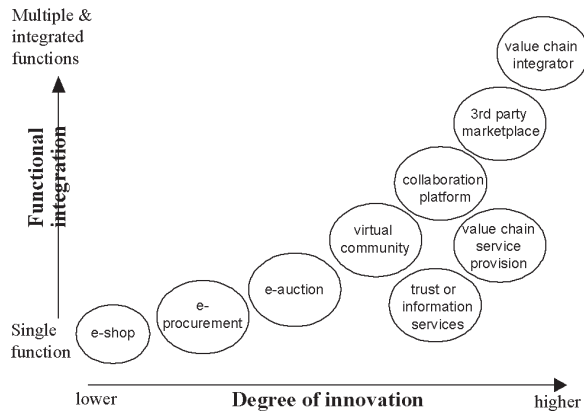 Multiple &
integrated
functions
value chain
integrator
3rd party
marketplace
Functional
integration
collaboration
platform
virtual
community
value chain
service
provision
e-auction
e-
procurement
trust or
information
services
Single
function
e-shop
lower
Degree of innovation
higher